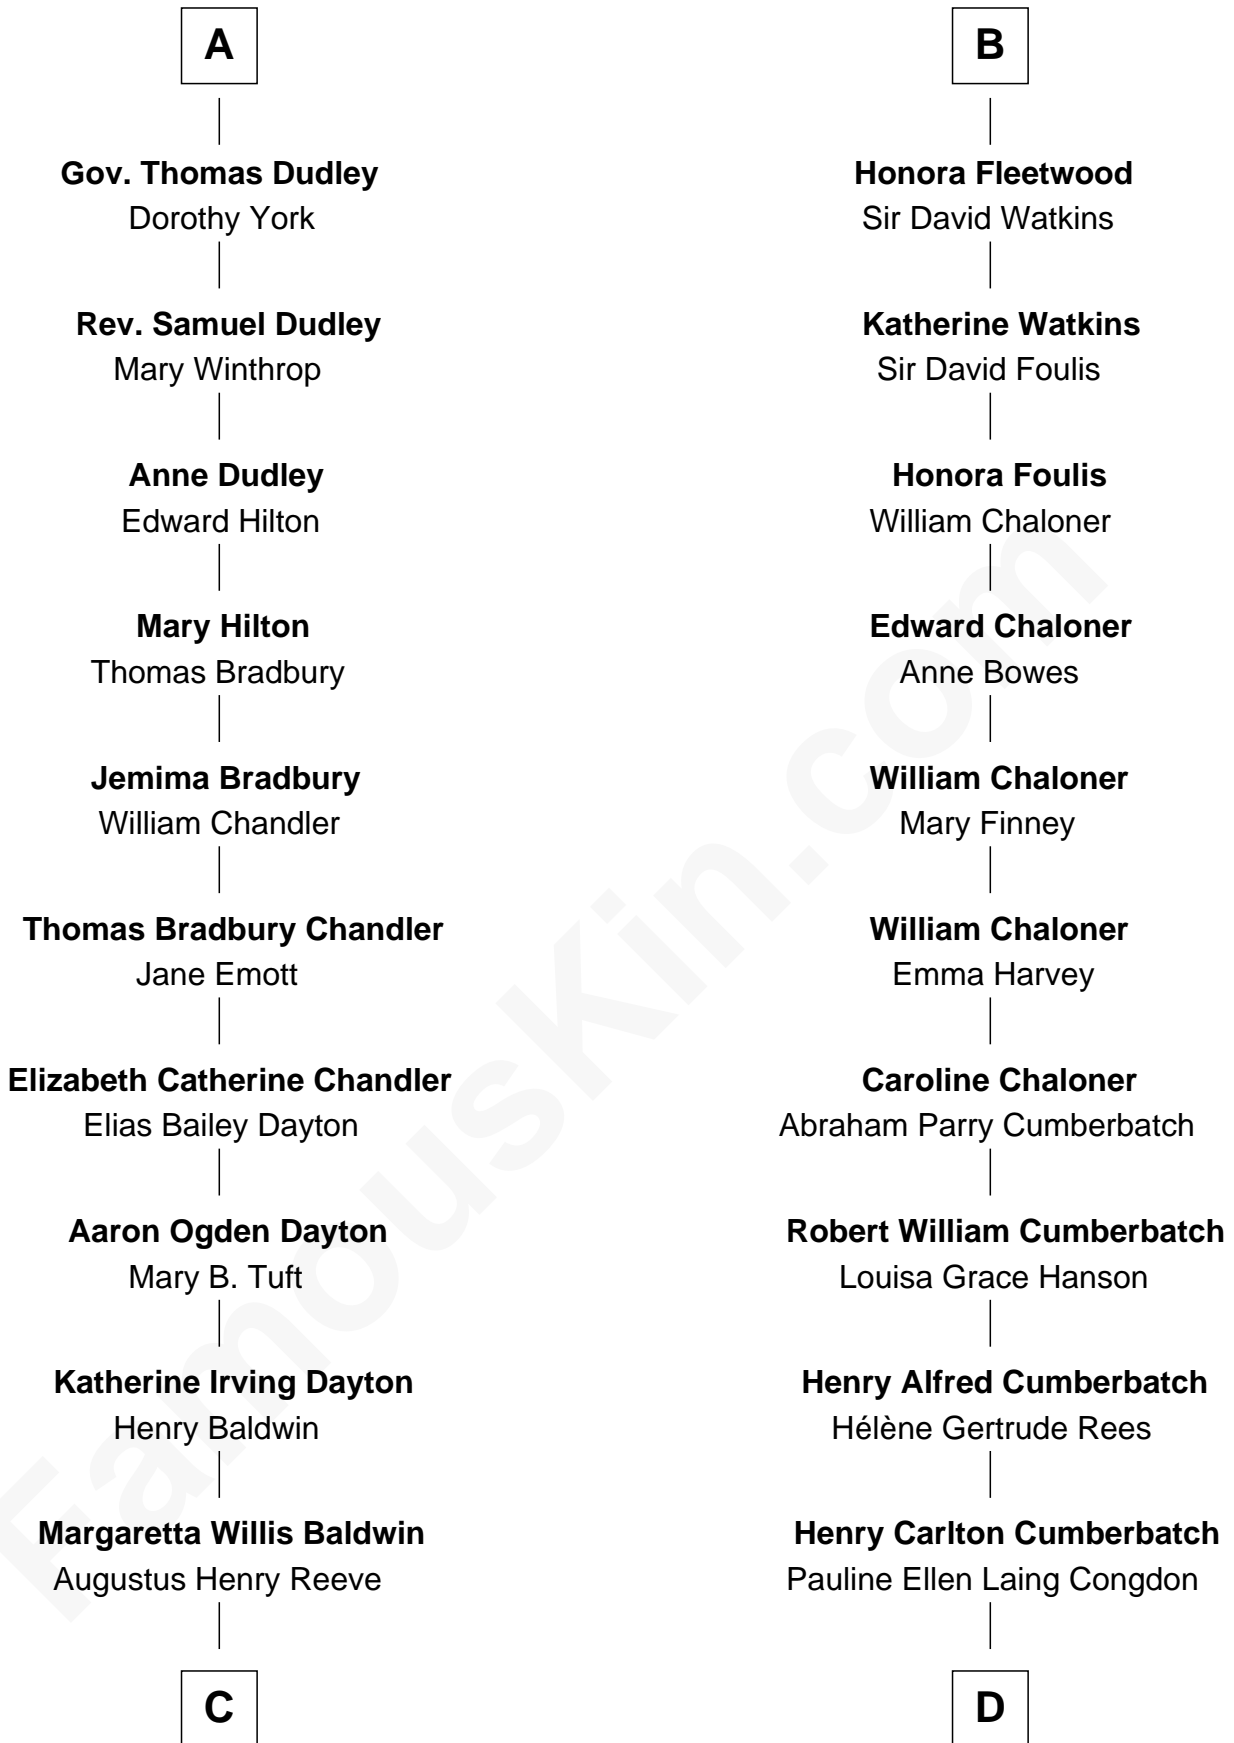 A
Gov. Thomas Dudley
Dorothy York
Rev. Samuel Dudley
Mary Winthrop
Anne Dudley
Edward Hilton
Mary Hilton
Thomas Bradbury
Jemima Bradbury
William Chandler
Thomas Bradbury Chandler
Jane Emott
Elizabeth Catherine Chandler
Elias Bailey Dayton
Aaron Ogden Dayton
Mary B. Tuft
Katherine Irving Dayton
Henry Baldwin
Margaretta Willis Baldwin
Augustus Henry Reeve
C
B
Honora Fleetwood
Sir David Watkins
Katherine Watkins
Sir David Foulis
Honora Foulis
William Chaloner
Edward Chaloner
Anne Bowes
William Chaloner
Mary Finney
William Chaloner
Emma Harvey
Caroline Chaloner
Abraham Parry Cumberbatch
Robert William Cumberbatch
Louisa Grace Hanson
Henry Alfred Cumberbatch
Hélène Gertrude Rees
Henry Carlton Cumberbatch
Pauline Ellen Laing Congdon
D
FamousKin.com